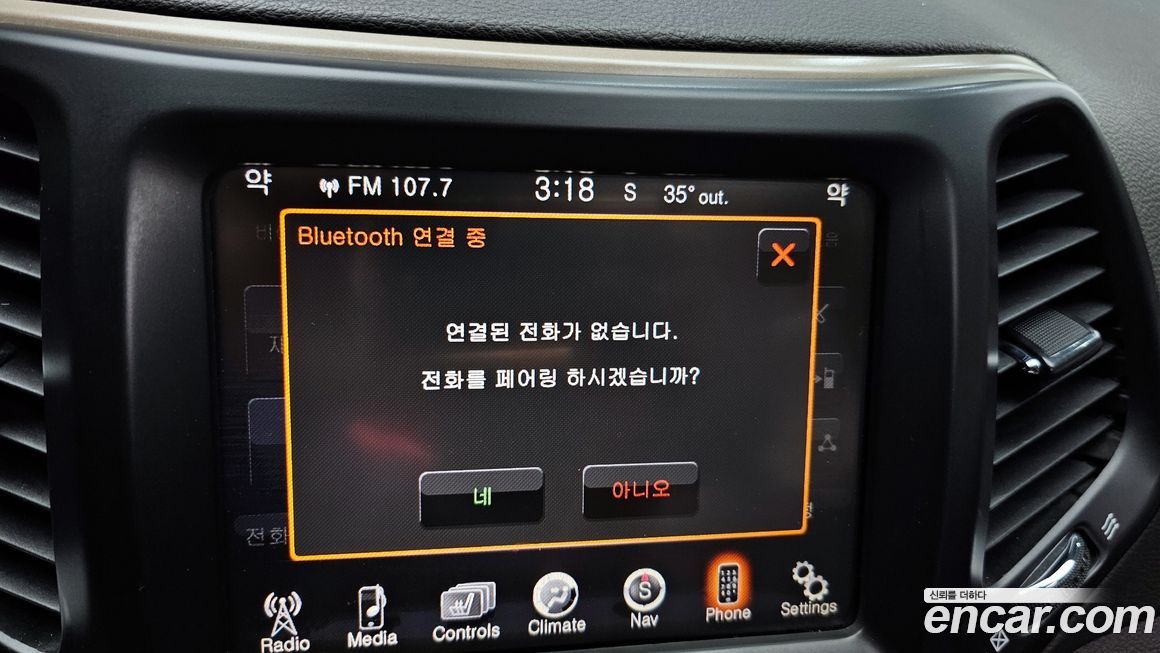 약 FM 107.7 3:18 S 35° out. 약
Bluetooth 연결 중
X
연결된 전화가 없습니다.
전화를 페어링 하시겠습니까?
네 아니오
전화
Radio Media Controls Climate Nav Phone Settings
S
신뢰를 더하다
encar.com